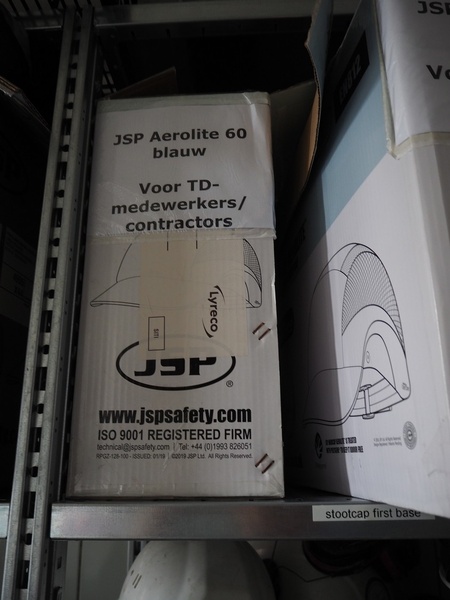 JSP Aerolite 60
blauw
Voor TD-
medewerkers/
contractors
Lyreco
JSP
®
www.jspsafety.com
ISO 9001 REGISTERED FIRM
technical@jspsafety.com | Tel: +44 (0)1993 826051
©2019 JSP Ltd. All Rights Reserved.
JS
Vo
stootcap first base